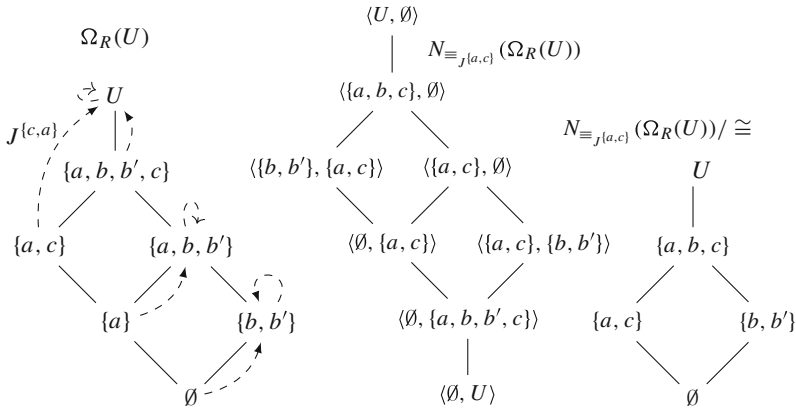 Ω_R(U)
U
J^{\{c,a\}}
{a, b, b′, c}
{a, c} {a, b, b′}
{a} {b, b′}
∅
⟨U, ∅⟩
N_{≡_{J^{\{a,c\}}}}(Ω_R(U))
⟨{a, b, c}, ∅⟩
⟨{b, b′}, {a, c}⟩ ⟨{a, c}, ∅⟩
⟨∅, {a, c}⟩ ⟨{a, c}, {b, b′}⟩
⟨∅, {a, b, b′, c}⟩
⟨∅, U⟩
N_{≡_{J^{\{a,c\}}}}(Ω_R(U))/ ≅
U
{a, b, c}
{a, c} {b, b′}
∅